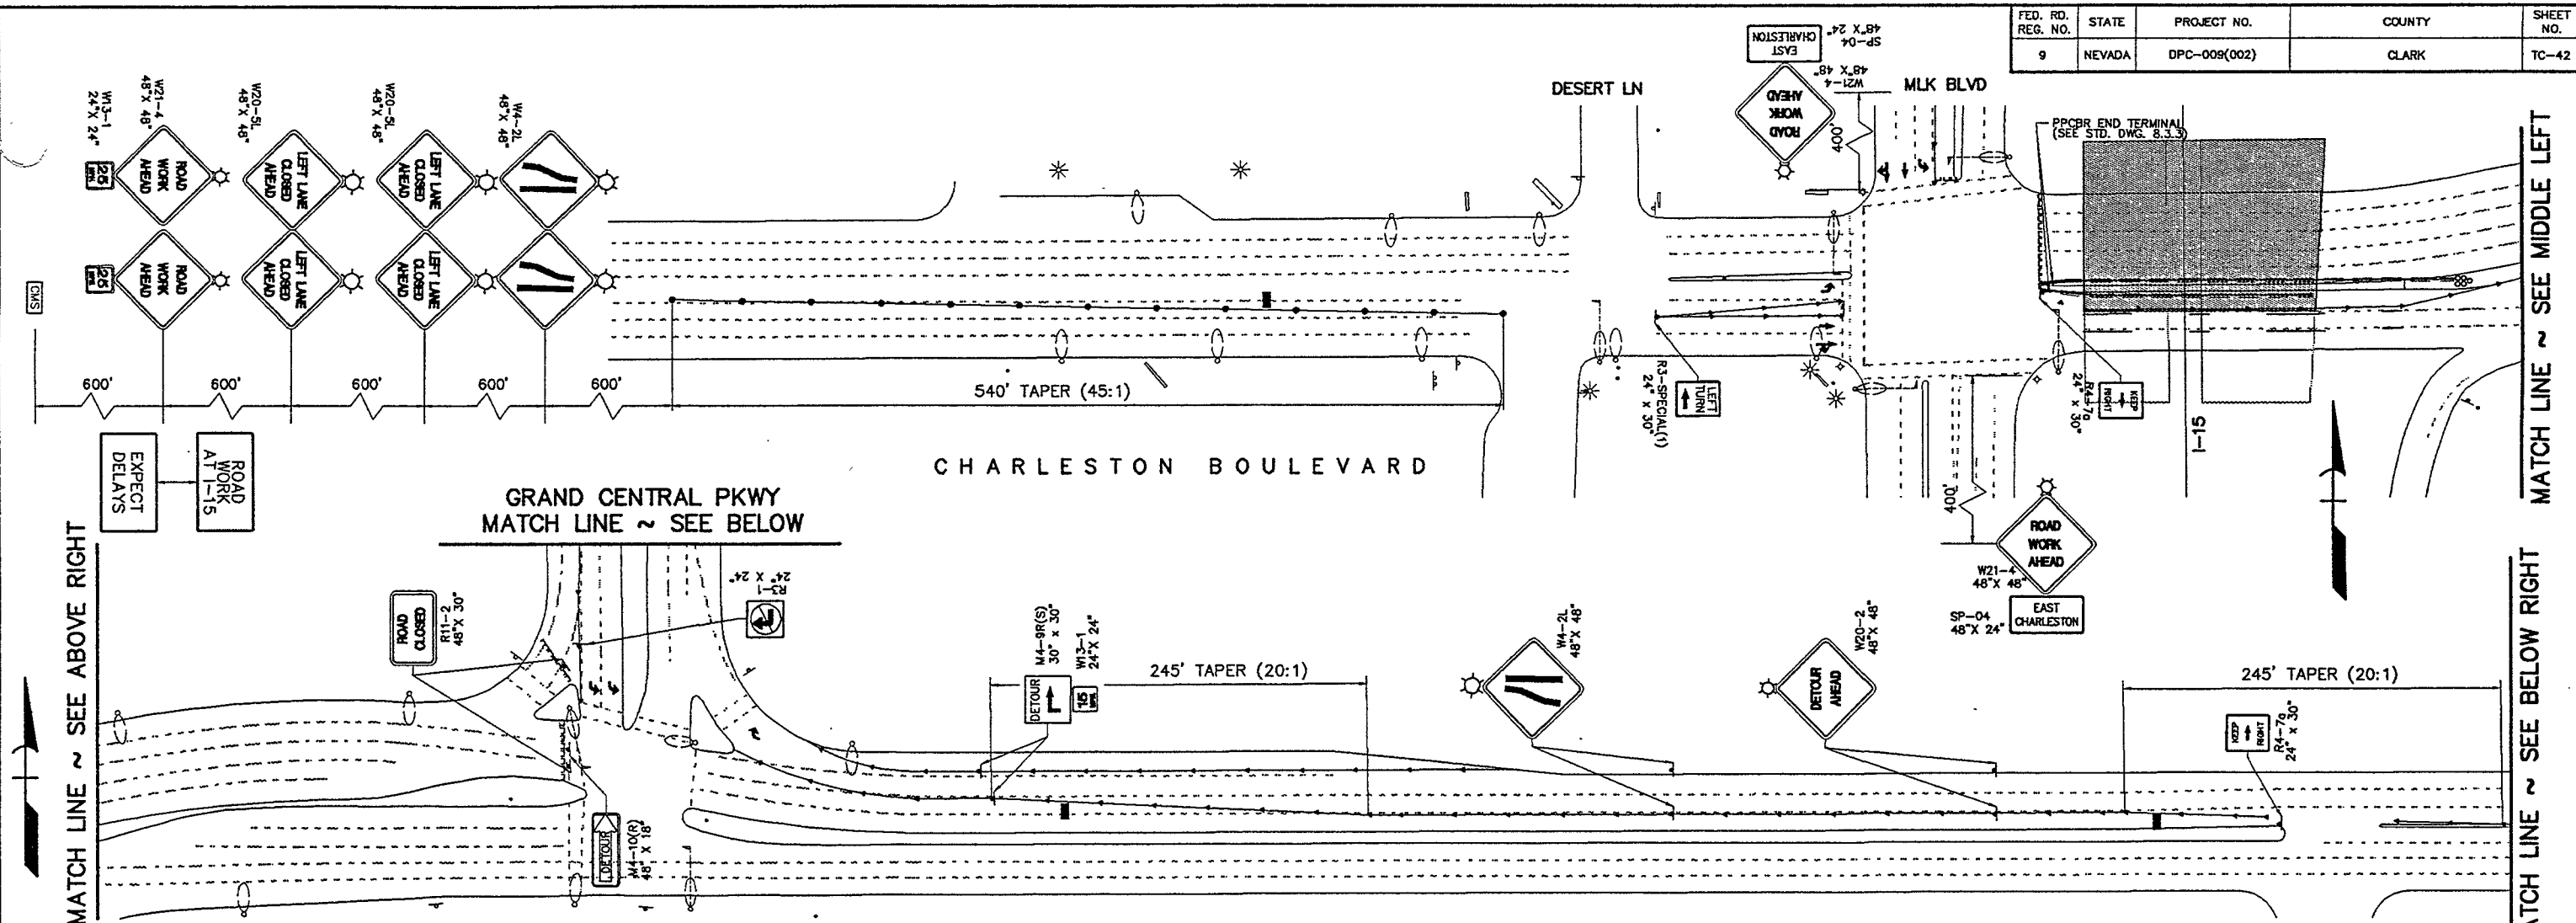 FED. RD. REG. NO.
STATE
PROJECT NO.
COUNTY
SHEET NO.
9
NEVADA
DPC-009(002)
CLARK
TC-42
W13-1
24"X 24"
W21-4
48"X 48"
W20-5L
48"X 48"
W20-5L
48"X 48"
W4-2L
48"X 48"
25 MPH
ROAD
WORK
AHEAD
LEFT LANE
CLOSED
AHEAD
LEFT LANE
CLOSED
AHEAD
25 MPH
ROAD
WORK
AHEAD
LEFT LANE
CLOSED
AHEAD
LEFT LANE
CLOSED
AHEAD
CMS
600'
600'
600'
600'
600'
540' TAPER (45:1)
EXPECT
DELAYS
ROAD
WORK
AT I-15
EAST
CHARLESTON
SP-04
48"X 24"
W21-4
48"X 48"
ROAD
WORK
AHEAD
400'
DESERT LN
MLK BLVD
PPCBR END TERMINAL
(SEE STD. DWG. 8.3.3)
R3-SPECIAL(1)
24" X 30"
LEFT
TURN
R4-7a
24" X 30"
KEEP
RIGHT
I-15
MATCH LINE ~ SEE MIDDLE LEFT
CHARLESTON BOULEVARD
400'
ROAD
WORK
AHEAD
W21-4
48"X 48"
SP-04
48"X 24"
EAST
CHARLESTON
GRAND CENTRAL PKWY
MATCH LINE ~ SEE BELOW
MATCH LINE ~ SEE ABOVE RIGHT
ROAD
CLOSED
R11-2
48"X 30"
R3-1
24" X 24"
M4-9R(S)
30" X 30"
W13-1
24"X 24"
DETOUR
15 MPH
245' TAPER (20:1)
W4-2L
48"X 48"
W20-2
48"X 48"
DETOUR
AHEAD
245' TAPER (20:1)
KEEP
RIGHT
R4-7a
24" X 30"
DETOUR
M4-10(R)
48" X 18"
MATCH LINE ~ SEE BELOW RIGHT